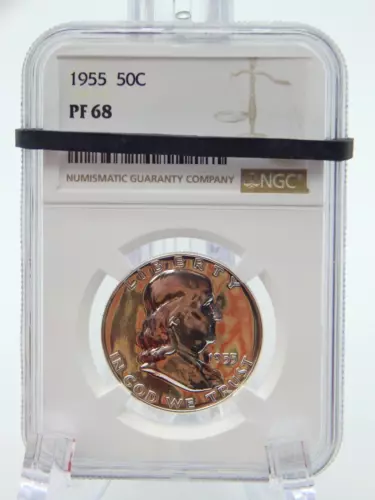 1955 50C
PF 68
NUMISMATIC GUARANTY COMPANY NGC
LIBERTY
1955
IN GOD WE TRUST